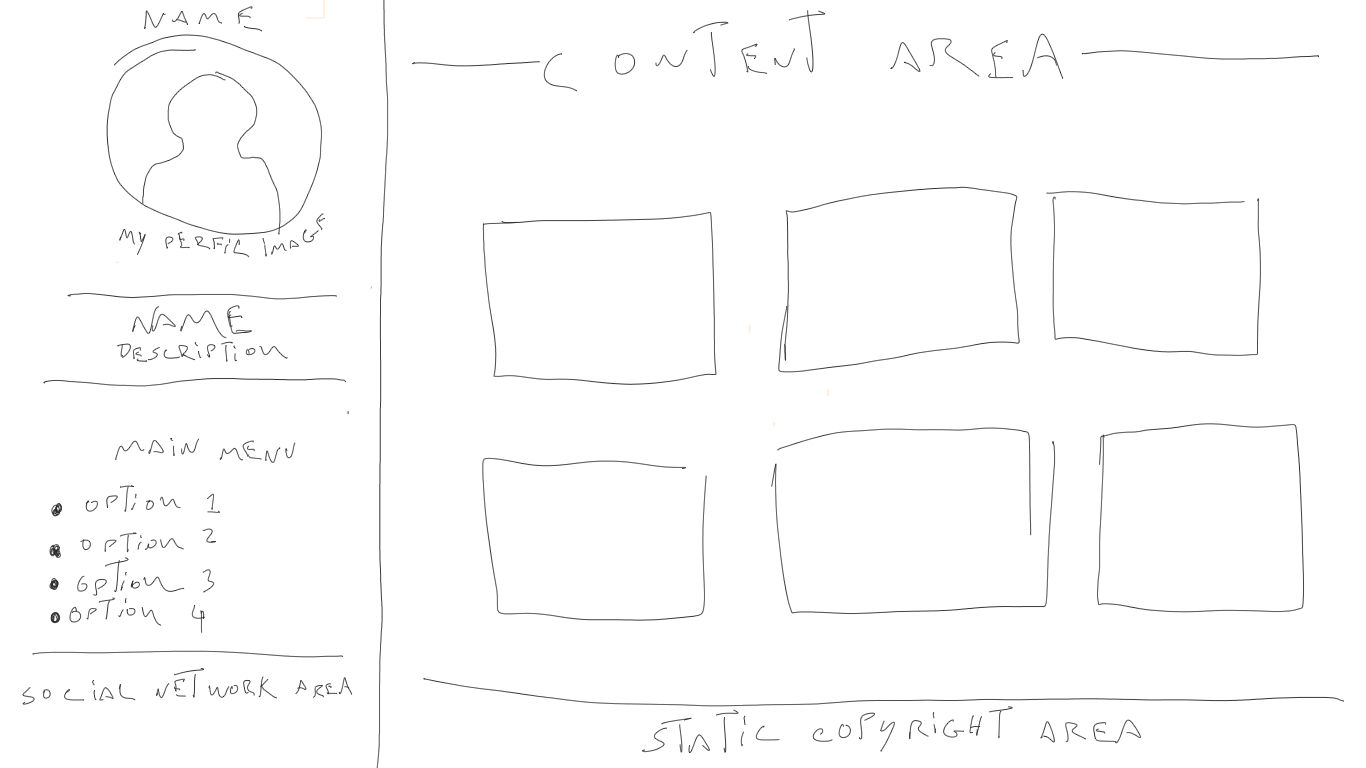 NAME
MY PERFIL IMAGE
NAME
DESCRIPTION
MAIN MENU
OPTION 1
OPTION 2
OPTION 3
OPTION 4
SOCIAL NETWORK AREA
CONTENT AREA
STATIC COPYRIGHT AREA